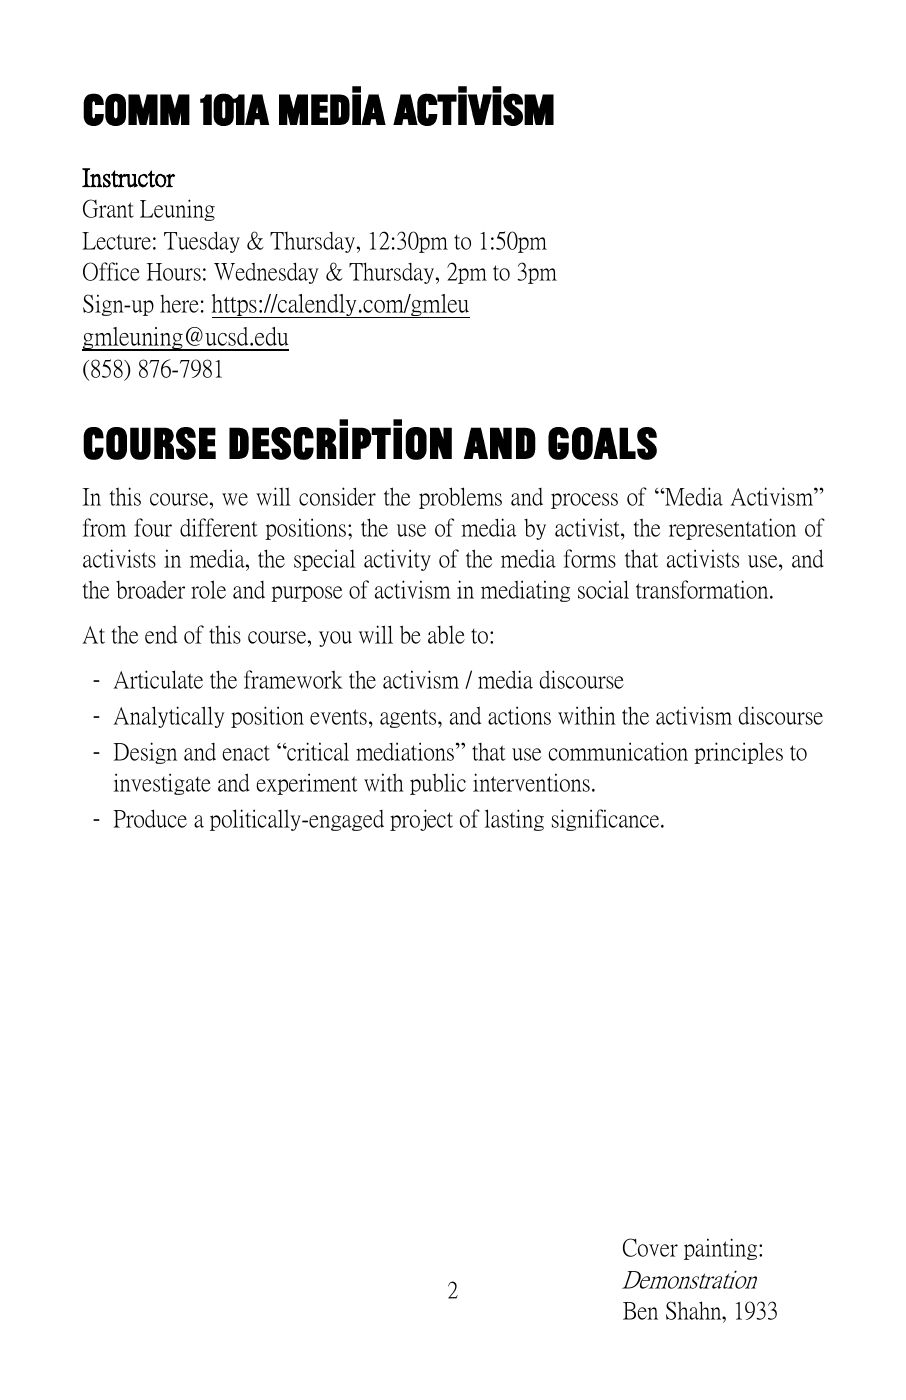 COMM 101A MEDIA ACTIVISM
Instructor
Grant Leuning
Lecture: Tuesday & Thursday, 12:30pm to 1:50pm
Office Hours: Wednesday & Thursday, 2pm to 3pm
Sign-up here: https://calendly.com/gmleu
gmleuning@ucsd.edu
(858) 876-7981
COURSE DESCRIPTION AND GOALS
In this course, we will consider the problems and process of “Media Activism”
from four different positions; the use of media by activist, the representation of
activists in media, the special activity of the media forms that activists use, and
the broader role and purpose of activism in mediating social transformation.
At the end of this course, you will be able to:
- Articulate the framework the activism / media discourse
- Analytically position events, agents, and actions within the activism discourse
- Design and enact “critical mediations” that use communication principles to
investigate and experiment with public interventions.
- Produce a politically-engaged project of lasting significance.
Cover painting:
Demonstration
Ben Shahn, 1933
2